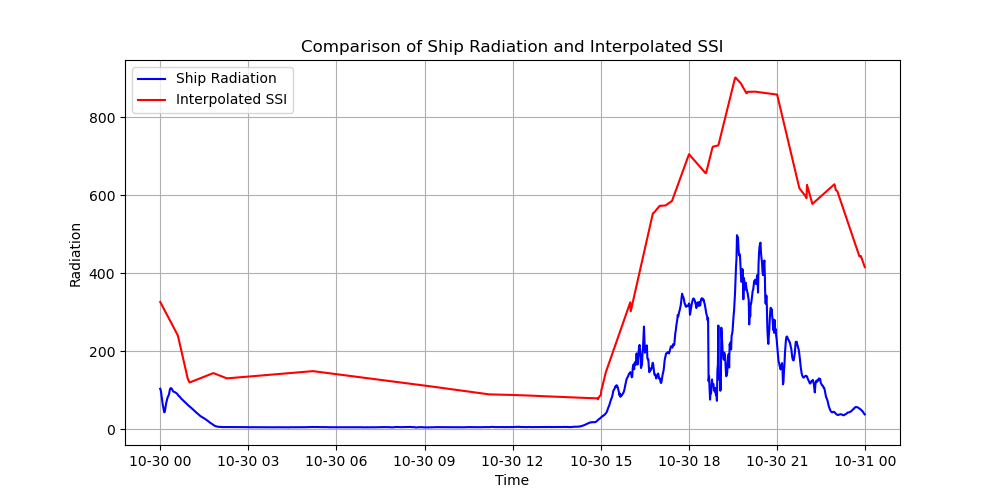 Comparison of Ship Radiation and Interpolated SSI
Ship Radiation
Interpolated SSI
Radiation
800
600
400
200
0
10-30 00 10-30 03 10-30 06 10-30 09 10-30 12 10-30 15 10-30 18 10-30 21 10-31 00
Time